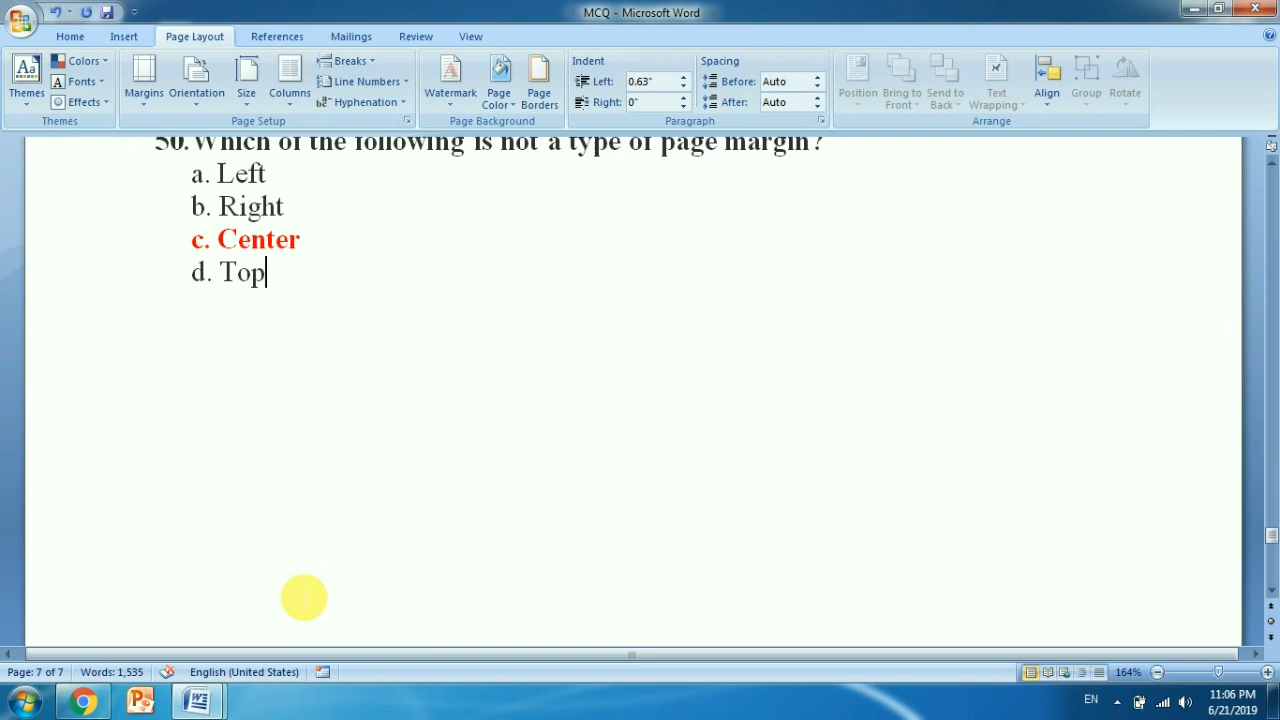 MCQ - Microsoft Word
Home Insert Page Layout References Mailings Review View
Themes
Colors
Fonts
Effects
Themes
Margins
Orientation
Size
Columns
Breaks
Line Numbers
Hyphenation
Page Setup
Watermark
Page Color
Page Borders
Page Background
Indent
Left: 0.63"
Right: 0"
Spacing
Before: Auto
After: Auto
Paragraph
Position
Bring to Front
Send to Back
Text Wrapping
Align
Group
Rotate
Arrange
50. Which of the following is not a type of page margin?
a. Left
b. Right
c. Center
d. Top
Page: 7 of 7 Words: 1,535 English (United States) 164%
EN 11:06 PM
6/21/2019